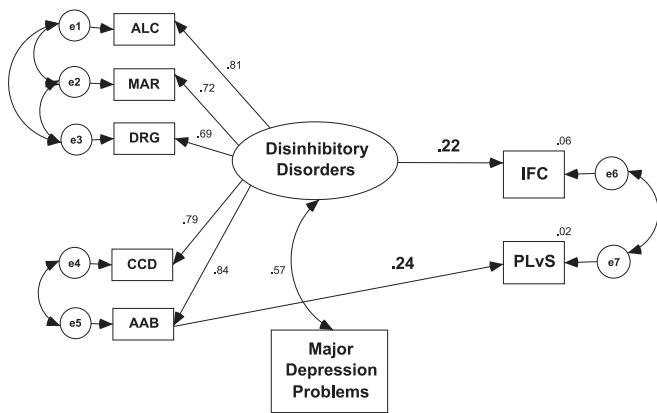 e1
ALC
.81
e2
MAR
.72
e3
DRG
.69
Disinhibitory
Disorders
.22
.06
IFC
e6
.79
e4
CCD
.84
.57
.24
.02
PLvS
e7
e5
AAB
Major
Depression
Problems